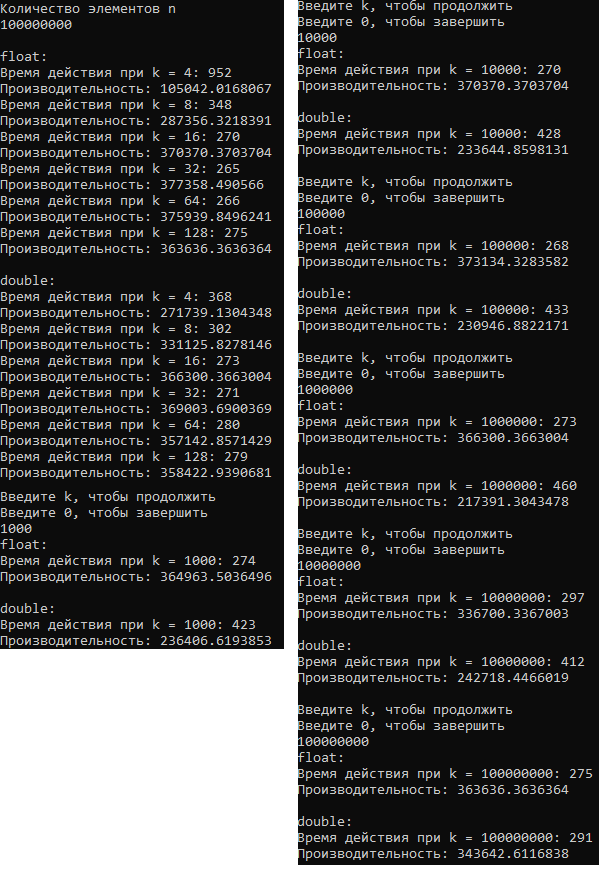 Количество элементов n
100000000
float:
Время действия при k = 4: 952
Производительность: 105042.0168067
Время действия при k = 8: 348
Производительность: 287356.3218391
Время действия при k = 16: 270
Производительность: 370370.3703704
Время действия при k = 32: 265
Производительность: 377358.490566
Время действия при k = 64: 266
Производительность: 375939.8496241
Время действия при k = 128: 275
Производительность: 363636.3636364
double:
Время действия при k = 4: 368
Производительность: 271739.1304348
Время действия при k = 8: 302
Производительность: 331125.8278146
Время действия при k = 16: 273
Производительность: 366300.3663004
Время действия при k = 32: 271
Производительность: 369003.6900369
Время действия при k = 64: 280
Производительность: 357142.8571429
Время действия при k = 128: 279
Производительность: 358422.9390681
Введите k, чтобы продолжить
Введите 0, чтобы завершить
1000
float:
Время действия при k = 1000: 274
Производительность: 364963.5036496
double:
Время действия при k = 1000: 423
Производительность: 236406.6193853
Введите k, чтобы продолжить
Введите 0, чтобы завершить
10000
float:
Время действия при k = 10000: 270
Производительность: 370370.3703704
double:
Время действия при k = 10000: 428
Производительность: 233644.8598131
Введите k, чтобы продолжить
Введите 0, чтобы завершить
100000
float:
Время действия при k = 100000: 268
Производительность: 373134.3283582
double:
Время действия при k = 100000: 433
Производительность: 230946.8822171
Введите k, чтобы продолжить
Введите 0, чтобы завершить
1000000
float:
Время действия при k = 1000000: 273
Производительность: 366300.3663004
double:
Время действия при k = 1000000: 460
Производительность: 217391.3043478
Введите k, чтобы продолжить
Введите 0, чтобы завершить
10000000
float:
Время действия при k = 10000000: 297
Производительность: 336700.3367003
double:
Время действия при k = 10000000: 412
Производительность: 242718.4466019
Введите k, чтобы продолжить
Введите 0, чтобы завершить
100000000
float:
Время действия при k = 100000000: 275
Производительность: 363636.3636364
double:
Время действия при k = 100000000: 291
Производительность: 343642.6116838